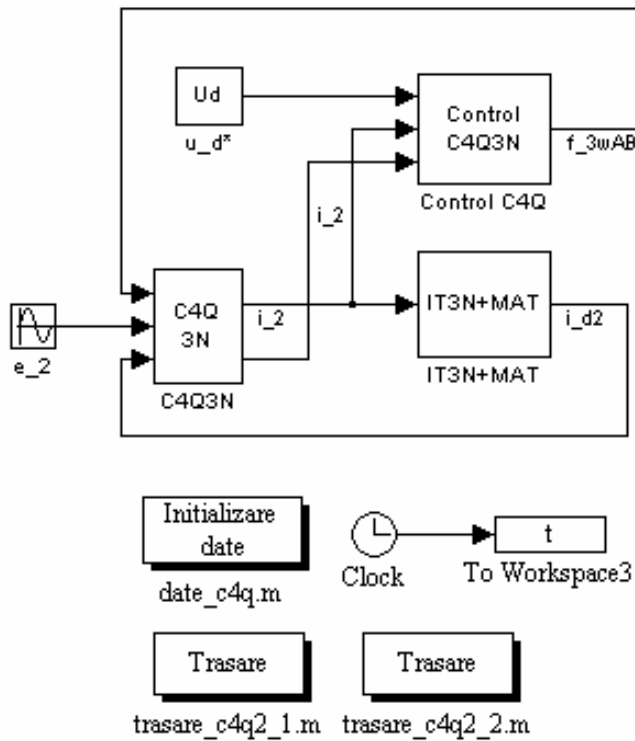 Ud
u_d*
Control
C4Q3N
f_3wAB
Control C4Q
i_2
C4Q
3N
i_2
IT3N+MAT
i_d2
e_2
C4Q3N
IT3N+MAT
Initializare
date
date_c4q.m
Clock
t
To Workspace3
Trasare
trasare_c4q2_1.m
Trasare
trasare_c4q2_2.m